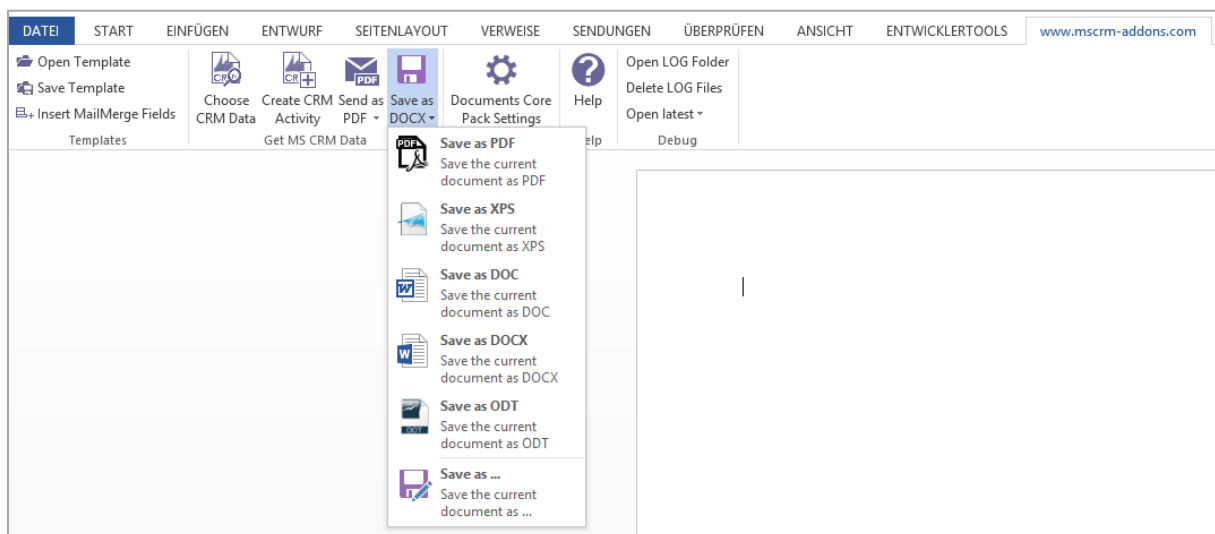 DATEI START EINFÜGEN ENTWURF SEITENLAYOUT VERWEISE SENDUNGEN ÜBERPRÜFEN ANSICHT ENTWICKLERTOOLS www.mscrm-addons.com
Open Template
Save Template
Insert MailMerge Fields
Templates
Choose
CRM Data
Create CRM
Activity
Send as
PDF
Save as
DOCX
Get MS CRM Data
Documents Core
Pack Settings
Help
elp
Open LOG Folder
Delete LOG Files
Open latest
Debug
Save as PDF
Save the current
document as PDF
Save as XPS
Save the current
document as XPS
Save as DOC
Save the current
document as DOC
Save as DOCX
Save the current
document as DOCX
Save as ODT
Save the current
document as ODT
Save as ...
Save the current
document as ...